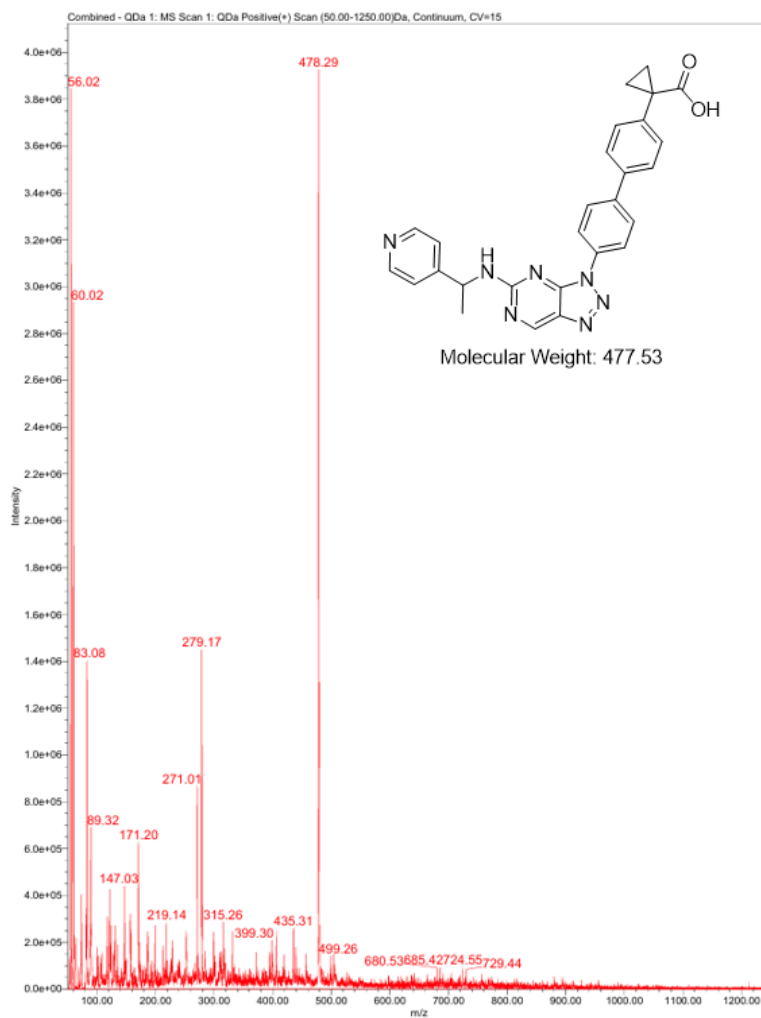 Combined - QDa 1: MS Scan 1: QDa Positive(+) Scan (50.00-1250.00)Da, Continuum, CV=15
4.0e+06
3.8e+06
3.6e+06
3.4e+06
3.2e+06
3.0e+06
2.8e+06
2.6e+06
2.4e+06
2.2e+06
2.0e+06
1.8e+06
1.6e+06
1.4e+06
1.2e+06
1.0e+06
8.0e+05
6.0e+05
4.0e+05
2.0e+05
0.0e+00
Intensity
56.02
478.29
60.02
83.08
279.17
271.01
89.32
171.20
147.03
219.14
315.26
399.30
435.31
499.26
680.53
685.42
724.55
729.44
O
OH
N
H
N
N
N
N
N
N
Molecular Weight: 477.53
100.00
200.00
300.00
400.00
500.00
600.00
700.00
800.00
900.00
1000.00
1100.00
1200.00
m/z